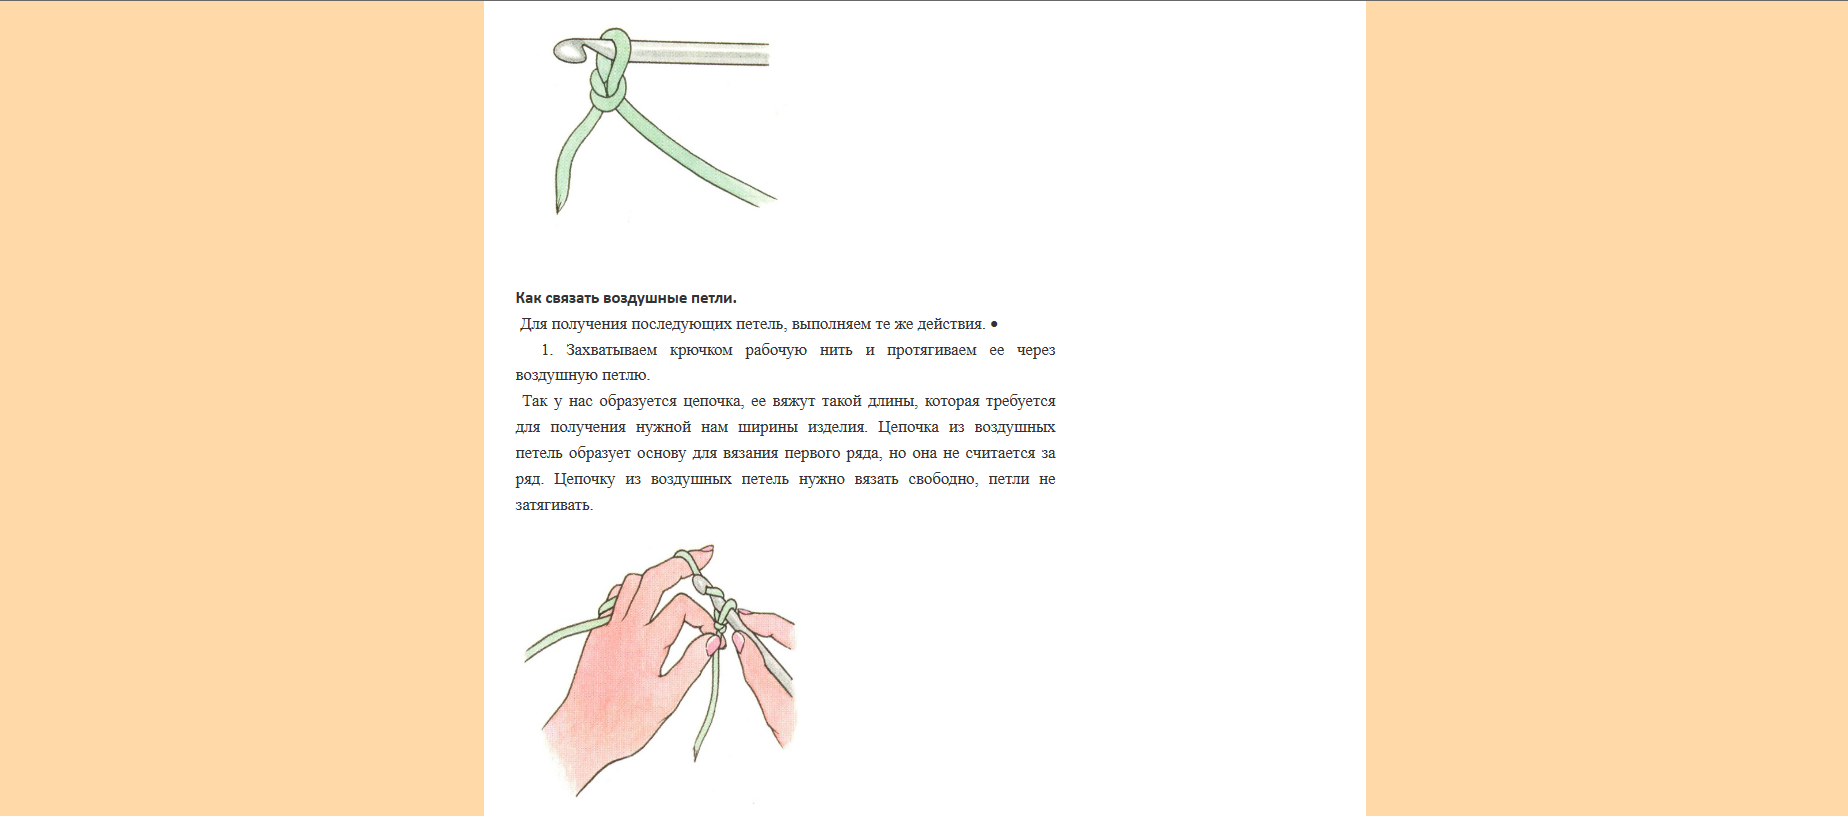 Как связать воздушные петли.
Для получения последующих петель, выполняем те же действия. •
1. Захватываем крючком рабочую нить и протягиваем ее через
воздушную петлю.
Так у нас образуется цепочка, ее вяжут такой длины, которая требуется
для получения нужной нам ширины изделия. Цепочка из воздушных
петель образует основу для вязания первого ряда, но она не считается за
ряд. Цепочку из воздушных петель нужно вязать свободно, петли не
затягивать.